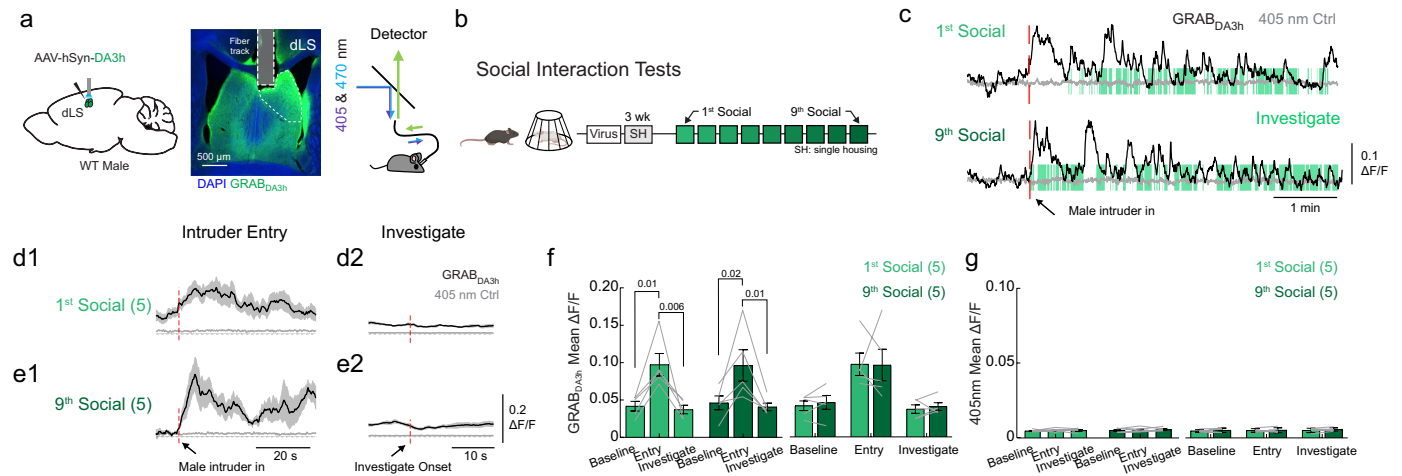 a
AAV-hSyn-DA3h
dLS
WT Male
Fiber
track
dLS
500 µm
DAPI GRABDA3h
Detector
405 & 470 nm
b
Social Interaction Tests
3 wk
Virus
SH
1st Social
9th Social
SH: single housing
c
GRABDA3h
405 nm Ctrl
1st Social
Investigate
9th Social
0.1
ΔF/F
Male intruder in
1 min
Intruder Entry
Investigate
d1
1st Social (5)
d2
GRABDA3h
405 nm Ctrl
e1
9th Social (5)
Male intruder in
20 s
e2
0.2
ΔF/F
Investigate Onset
10 s
f
1st Social (5)
9th Social (5)
GRABDA3h Mean ΔF/F
0.20
0.15
0.10
0.05
0
0.01
0.006
0.02
0.01
Baseline
Entry
Investigate
Baseline
Entry
Investigate
Baseline
Entry
Investigate
g
1st Social (5)
9th Social (5)
405nm Mean ΔF/F
0.10
0.05
0
Baseline
Entry
Investigate
Baseline
Entry
Investigate
Baseline
Entry
Investigate